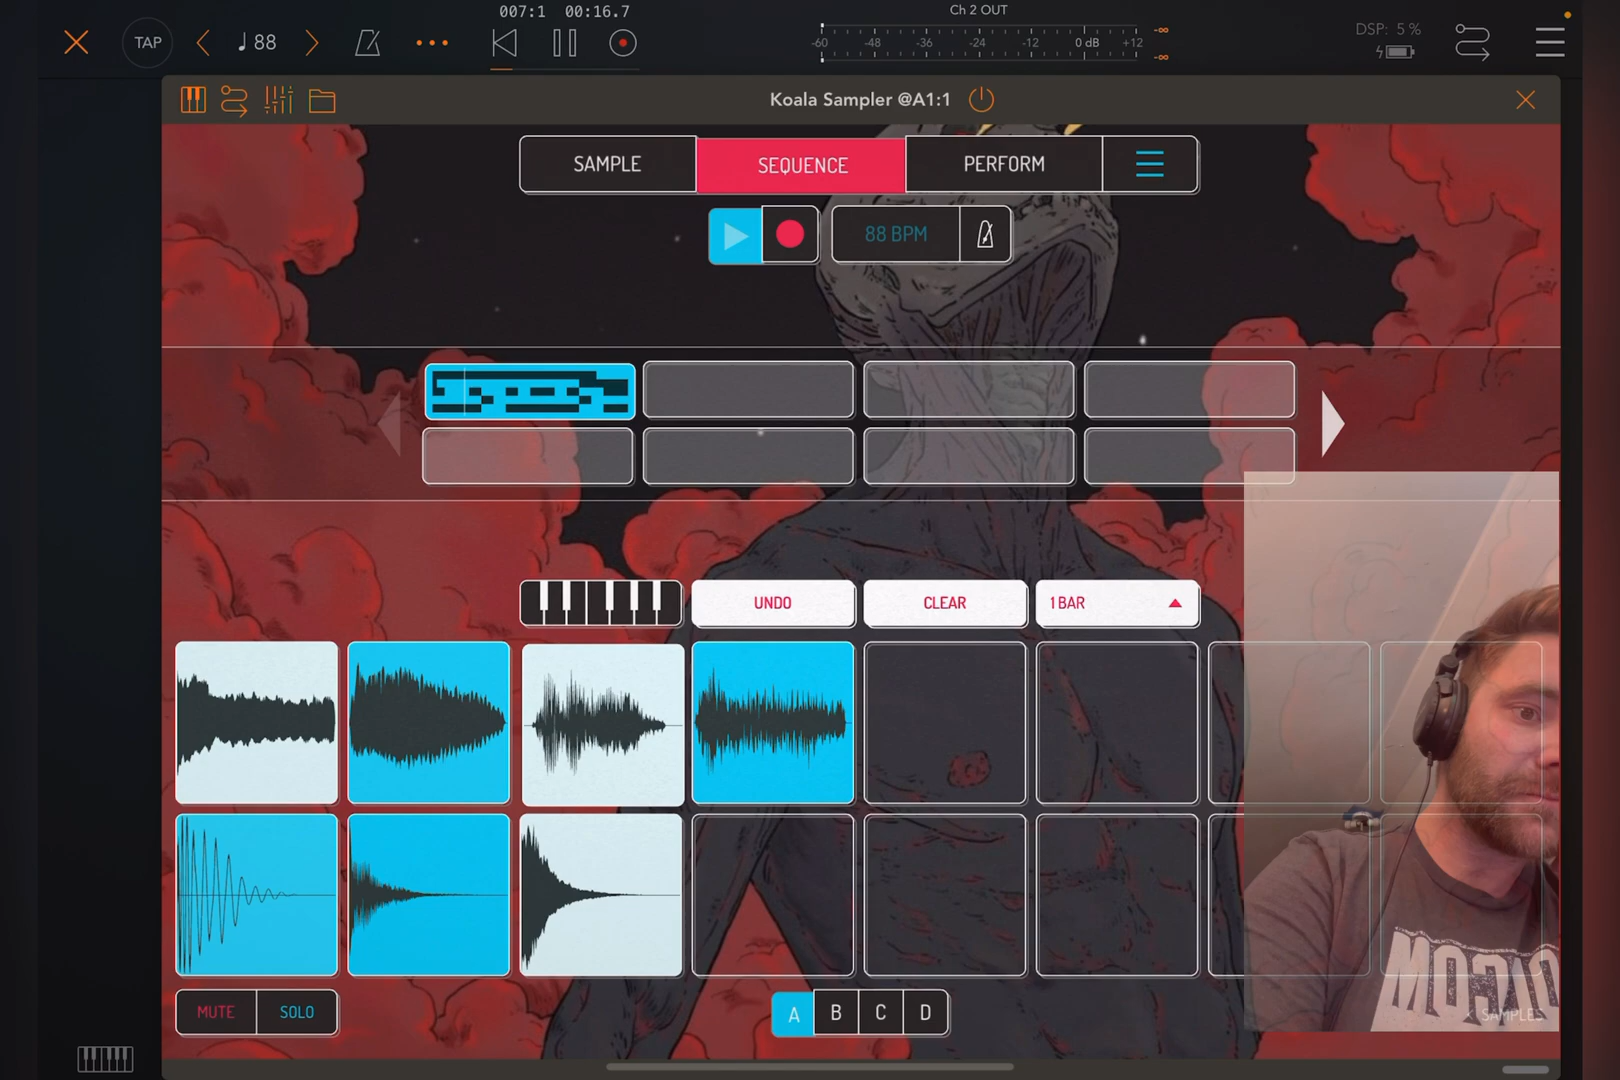 007:1 00:16.7
Ch 2 OUT
TAP
88
-60 -48 -36 -24 -12 0 dB +12
-∞
-∞
DSP: 5 %
Koala Sampler @A1:1
SAMPLE SEQUENCE PERFORM
88 BPM
UNDO CLEAR 1 BAR
MUTE SOLO
A B C D
SAMPLES